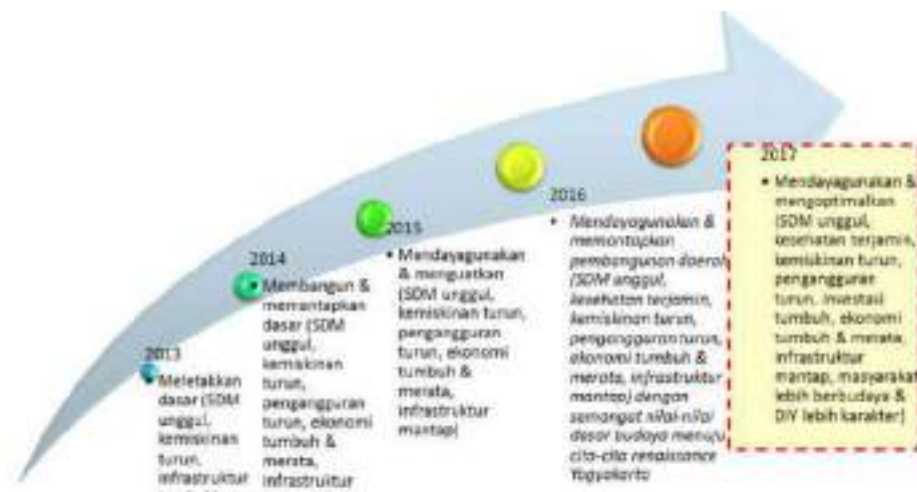 2013
• Meletakkan
dasar (SDM
unggul,
kemiskinan
turun,
infrastruktur
2014
• Membangun &
memantapkan
dasar (SDM
unggul,
kemiskinan
turun,
pengangguran
turun, ekonomi
tumbuh &
merata,
infrastruktur
2015
• Mendayagunakan
& menguatkan
(SDM unggul,
kemiskinan turun,
pengangguran
turun, ekonomi
tumbuh &
merata,
infrastruktur
mantap)
2016
• Mendayagunakan &
memantapkan
pembangunan daerah
(SDM unggul,
kesehatan terjamin,
kemiskinan turun,
pengangguran turun,
ekonomi tumbuh &
merata, infrastruktur
mantap) dengan
semangat nilai-nilai
dasar budaya menuju
cita-cita renaissance
Yogyakarta
2017
• Mendayagunakan &
mengoptimalkan
(SDM unggul,
kesehatan terjamin,
kemiskinan turun,
pengangguran
turun, investasi
tumbuh, ekonomi
tumbuh & merata,
infrastruktur
mantap, masyarakat
lebih berbudaya &
DIY lebih karakter)